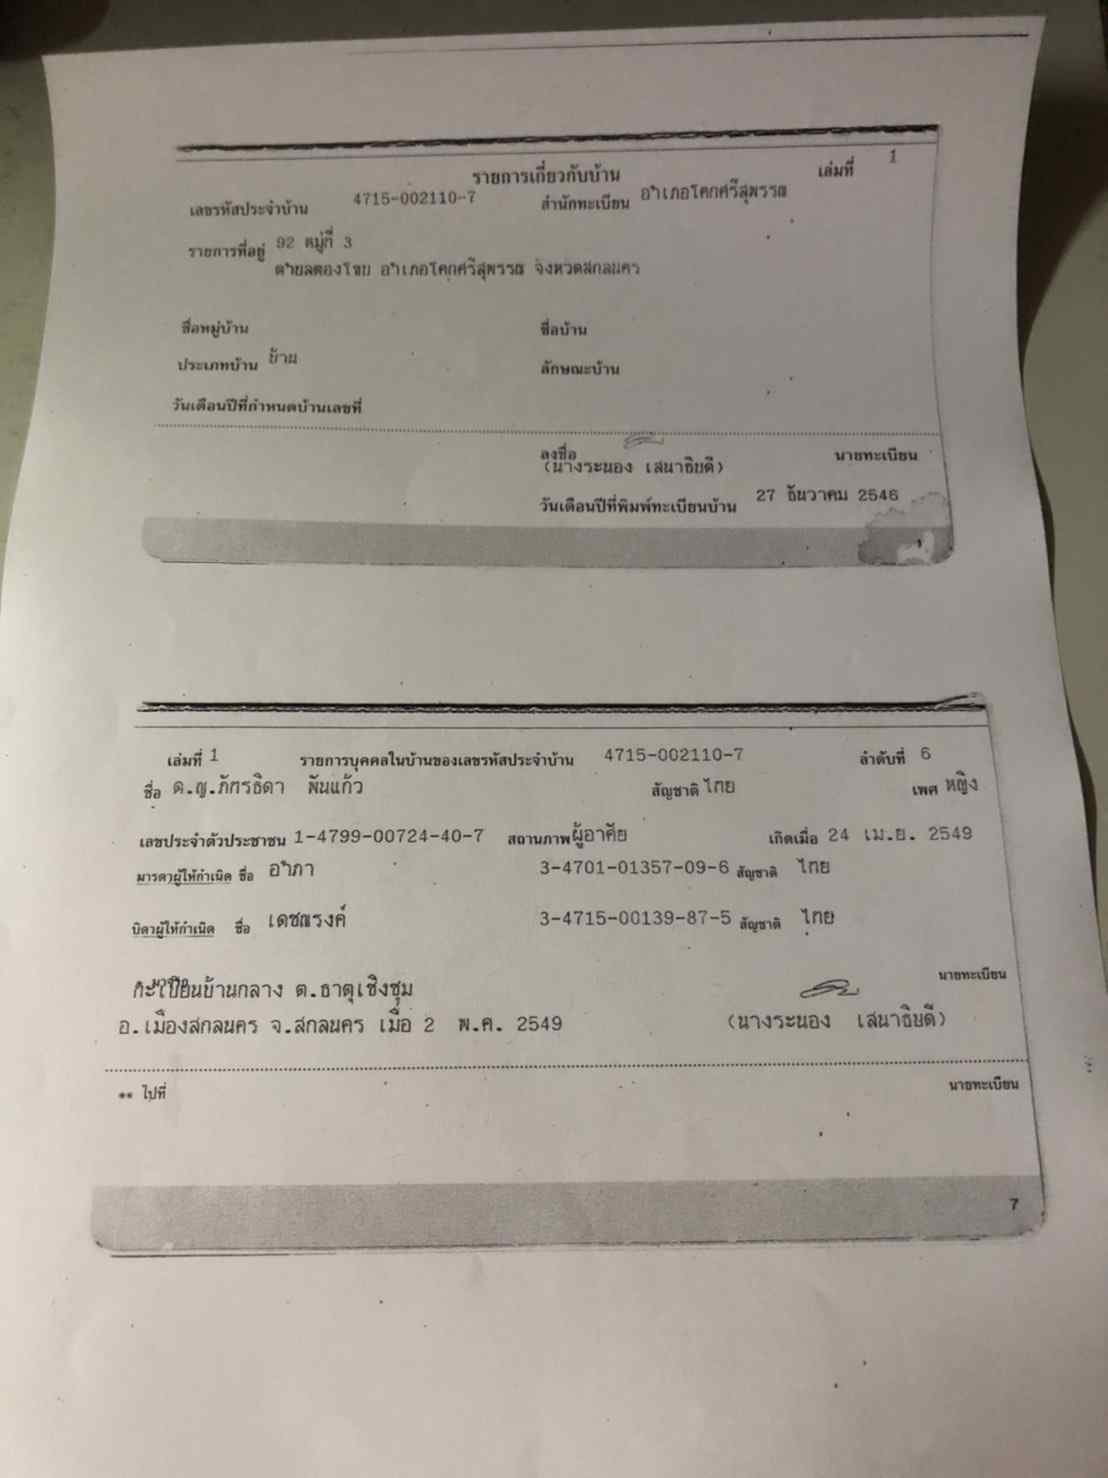 เล่มที่ 1
รายการเกี่ยวกับบ้าน
เลขรหัสประจำบ้าน 4715-002110-7 สำนักทะเบียน อำเภอโคกศรีสุพรรณ
รายการที่อยู่ 92 หมู่ที่ 3
ตำบลตองโขบ อำเภอโคกศรีสุพรรณ จังหวัดสกลนคร
ชื่อหมู่บ้าน ชื่อบ้าน
ประเภทบ้าน บ้าน ลักษณะบ้าน
วันเดือนปีที่กำหนดบ้านเลขที่
ลงชื่อ นายทะเบียน
(นางระนอง เสนาธิบดี)
วันเดือนปีที่พิมพ์ทะเบียนบ้าน 27 ธันวาคม 2546
1
เล่มที่ 1 รายการบุคคลในบ้านของเลขรหัสประจำบ้าน 4715-002110-7 ลำดับที่ 6
ชื่อ ด.ญ.ภัทรธิดา พันแก้ว สัญชาติ ไทย เพศ หญิง
เลขประจำตัวประชาชน 1-4799-00724-40-7 สถานภาพ ผู้อาศัย เกิดเมื่อ 24 เม.ย. 2549
มารดาผู้ให้กำเนิด ชื่อ อำภา 3-4701-01357-09-6 สัญชาติ ไทย
บิดาผู้ให้กำเนิด ชื่อ เดชณรงค์ 3-4715-00139-87-5 สัญชาติ ไทย
ทะเบียนบ้านกลาง ต.ธาตุเชิงชุม นายทะเบียน
อ.เมืองสกลนคร จ.สกลนคร เมื่อ 2 พ.ค. 2549 (นางระนอง เสนาธิบดี)
** ไปที่ นายทะเบียน
7